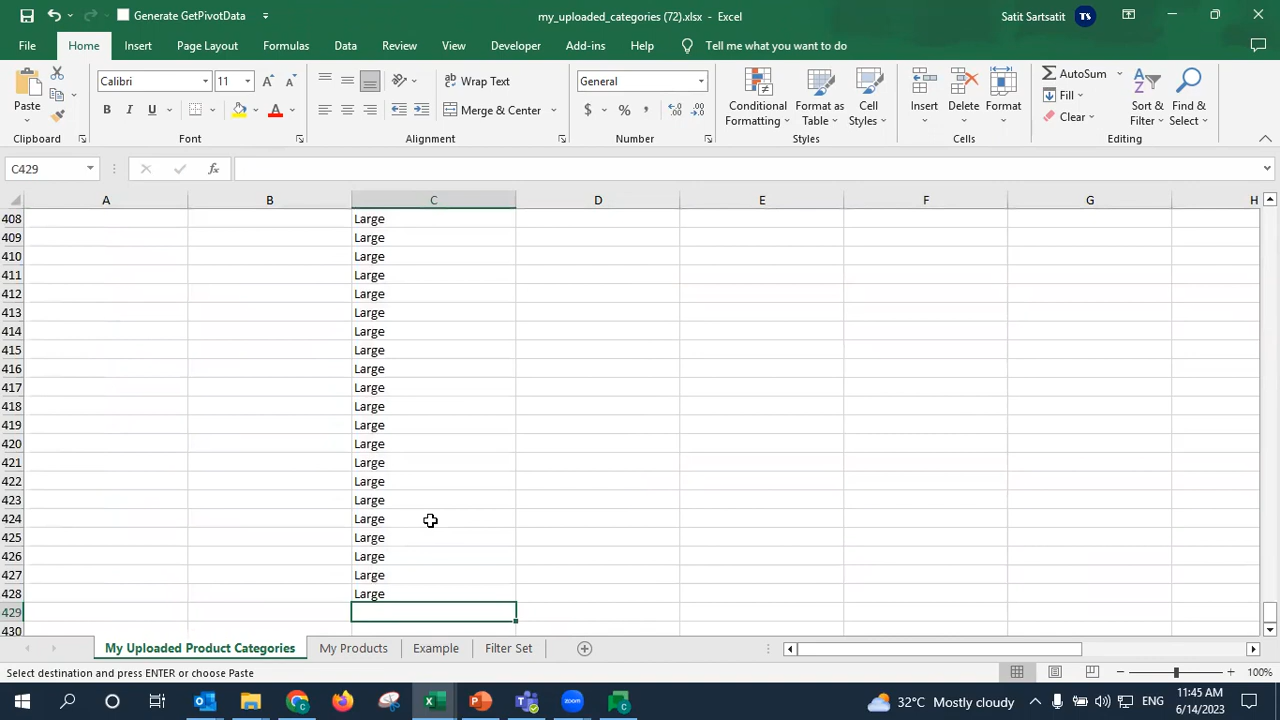 Generate GetPivotData
my_uploaded_categories (72).xlsx - Excel
Satit Sartsatit
TS
File Home Insert Page Layout Formulas Data Review View Developer Add-ins Help Tell me what you want to do
Paste
Clipboard
Calibri 11
B I U
Font
Wrap Text
Merge & Center
Alignment
General
$ % ,
Number
Conditional Formatting
Format as Table
Cell Styles
Styles
Insert
Delete
Format
Cells
AutoSum
Fill
Clear
Sort & Filter
Find & Select
Editing
C429
fx
A B C D E F G H
408 Large
409 Large
410 Large
411 Large
412 Large
413 Large
414 Large
415 Large
416 Large
417 Large
418 Large
419 Large
420 Large
421 Large
422 Large
423 Large
424 Large
425 Large
426 Large
427 Large
428 Large
429
430
My Uploaded Product Categories My Products Example Filter Set
Select destination and press ENTER or choose Paste
100%
32°C Mostly cloudy
ENG
11:45 AM
6/14/2023